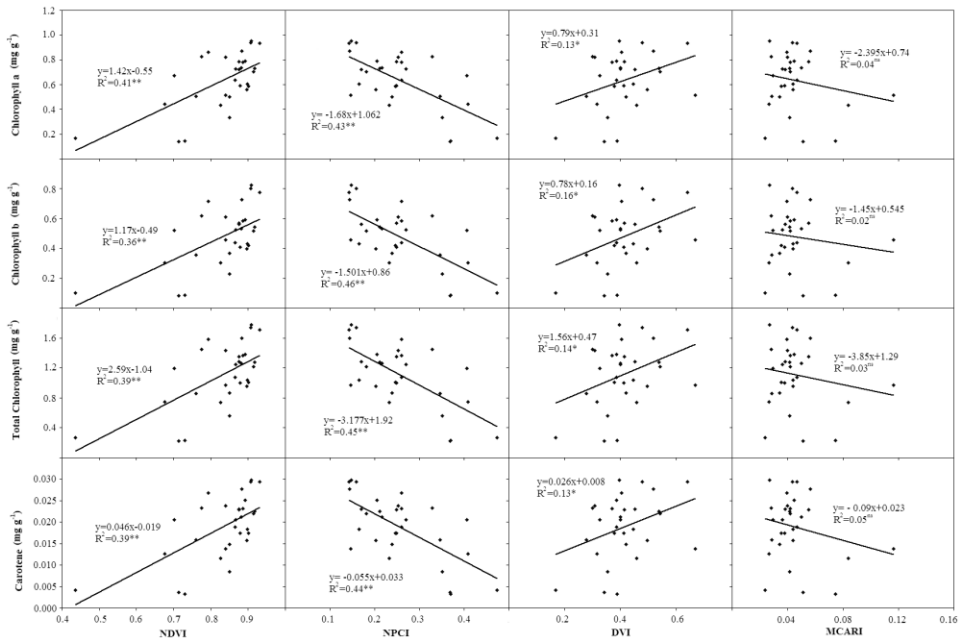 Chlorophyll a (mg g⁻¹)
1.2
1.0
0.8
0.6
0.4
0.2
y=1.42x-0.55
R²=0.41**
y= -1.68x+1.062
R²=0.43**
y=0.79x+0.31
R²=0.13*
y= -2.395x+0.74
R²=0.04ⁿˢ
Chlorophyll b (mg g⁻¹)
0.8
0.6
0.4
0.2
0.0
y=1.17x-0.49
R²=0.36**
y= -1.501x+0.86
R²=0.46**
y=0.78x+0.16
R²=0.16*
y= -1.45x+0.545
R²=0.02ⁿˢ
Total Chlorophyll (mg g⁻¹)
1.6
1.2
0.8
0.4
y=2.59x-1.04
R²=0.39**
y= -3.177x+1.92
R²=0.45**
y=1.56x+0.47
R²=0.14*
y= -3.85x+1.29
R²=0.03ⁿˢ
Carotene (mg g⁻¹)
0.030
0.025
0.020
0.015
0.010
0.005
0.000
y=0.046x-0.019
R²=0.39**
y= -0.055x+0.033
R²=0.44**
y=0.026x+0.008
R²=0.13*
y= - 0.09x+0.023
R²=0.05ⁿˢ
0.4 0.5 0.6 0.7 0.8 0.9 1.0
0.1 0.2 0.3 0.4 0.5
0.2 0.4 0.6
0.0 0.04 0.08 0.12 0.16
NDVI
NPCI
DVI
MCARI